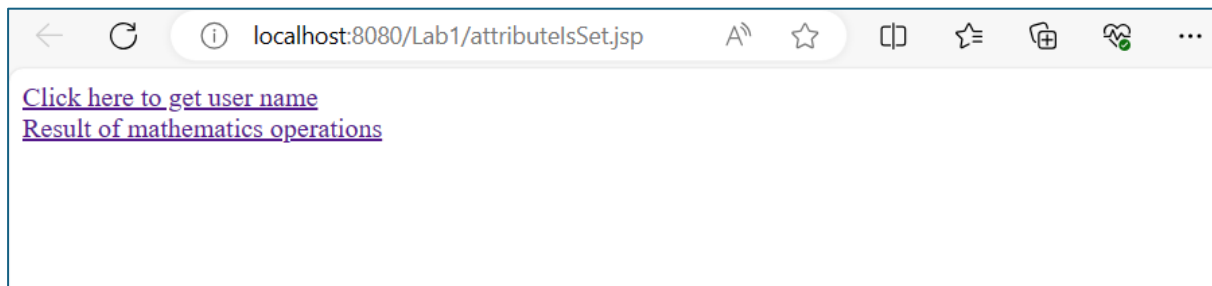 localhost:8080/Lab1/attributeIsSet.jsp
Click here to get user name
Result of mathematics operations